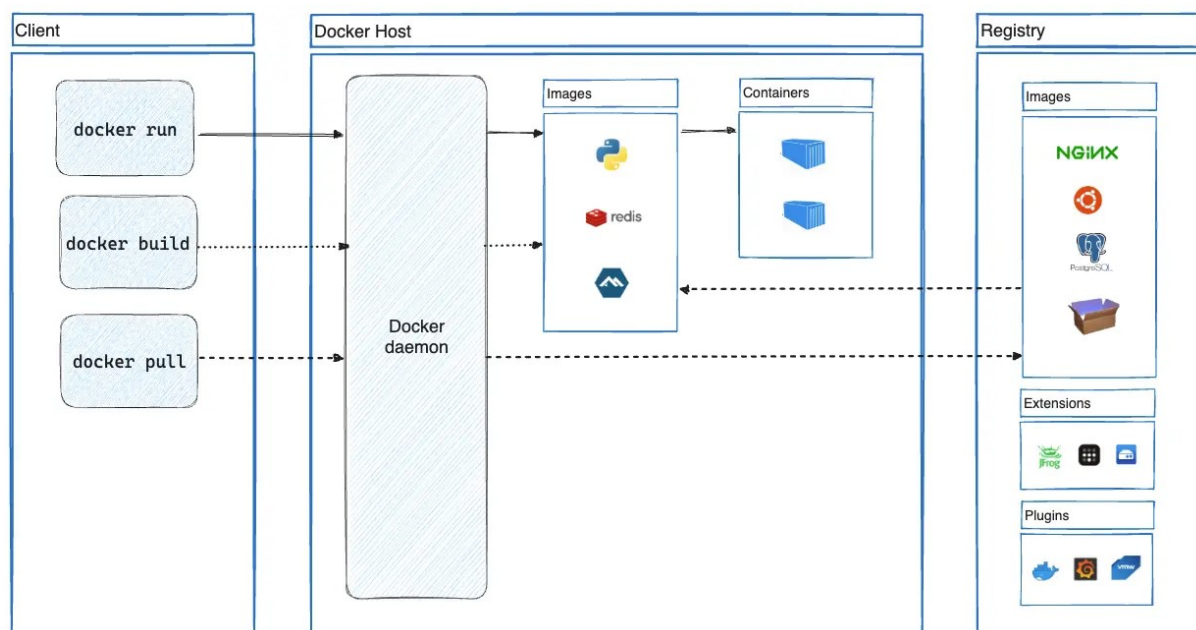 Client
docker run
docker build
docker pull
Docker Host
Docker
daemon
Images
redis
Containers
Registry
Images
NGINX
PostgreSQL
Extensions
JFrog
Plugins
vmw